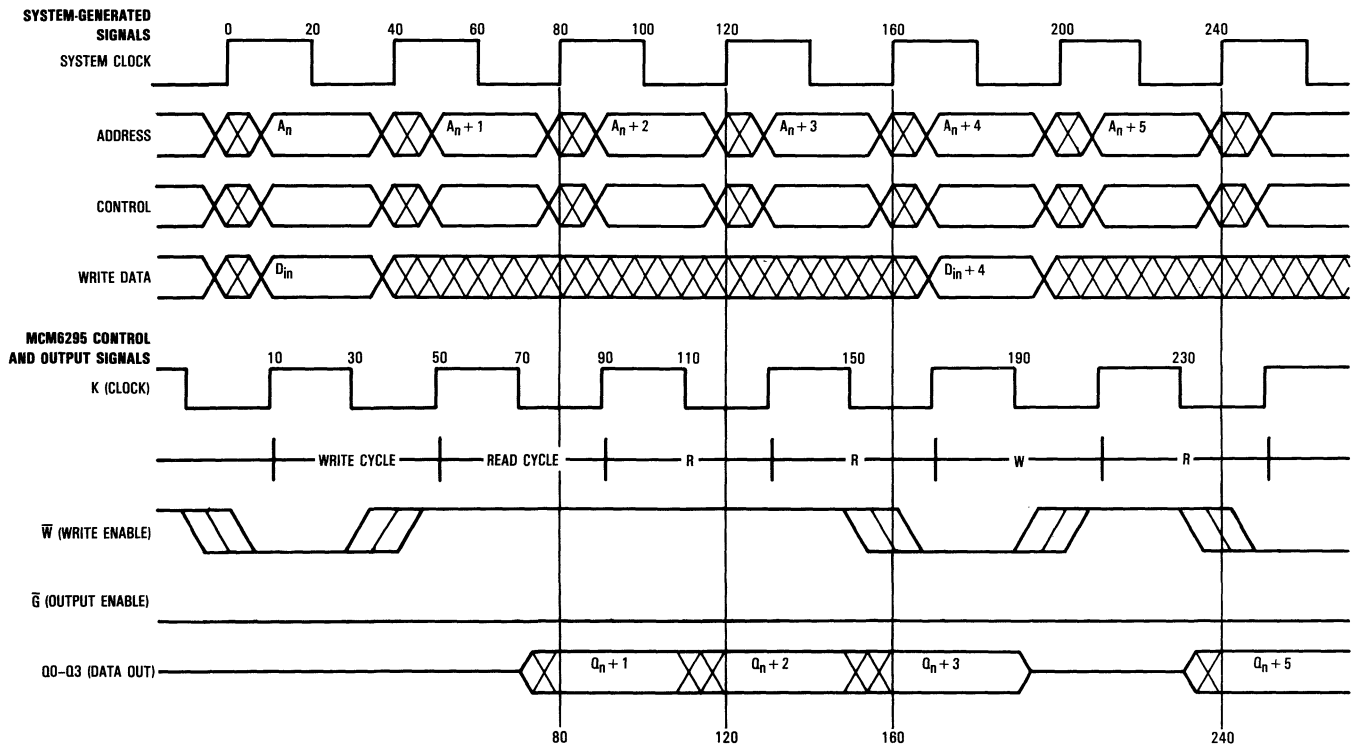 SYSTEM-GENERATED
SIGNALS
0 20 40 60 80 100 120 160 200 240
SYSTEM CLOCK
ADDRESS An An + 1 An + 2 An + 3 An + 4 An + 5
CONTROL
WRITE DATA Din Din + 4
MCM6295 CONTROL
AND OUTPUT SIGNALS
10 30 50 70 90 110 150 190 230
K (CLOCK)
WRITE CYCLE READ CYCLE R R W R
W̅ (WRITE ENABLE)
G̅ (OUTPUT ENABLE)
Q0–Q3 (DATA OUT) Qn + 1 Qn + 2 Qn + 3 Qn + 5
80 120 160 240